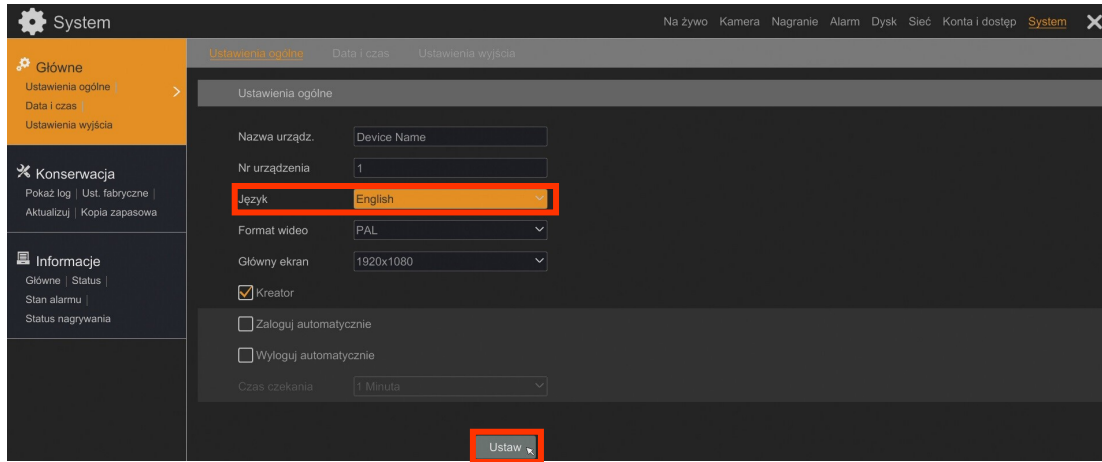 System
Na żywo Kamera Nagranie Alarm Dysk Sieć Konta i dostęp System
Główne
Ustawienia ogólne |
Data i czas |
Ustawienia wyjścia
Konserwacja
Pokaż log | Ust. fabryczne |
Aktualizuj | Kopia zapasowa
Informacje
Główne | Status |
Stan alarmu |
Status nagrywania
Ustawienia ogólne Data i czas Ustawienia wyjścia
Ustawienia ogólne
Nazwa urządz. Device Name
Nr urządzenia 1
Język English
Format wideo PAL
Główny ekran 1920x1080
Kreator
Zaloguj automatycznie
Wyloguj automatycznie
Czas czekania 1 Minuta
Ustaw